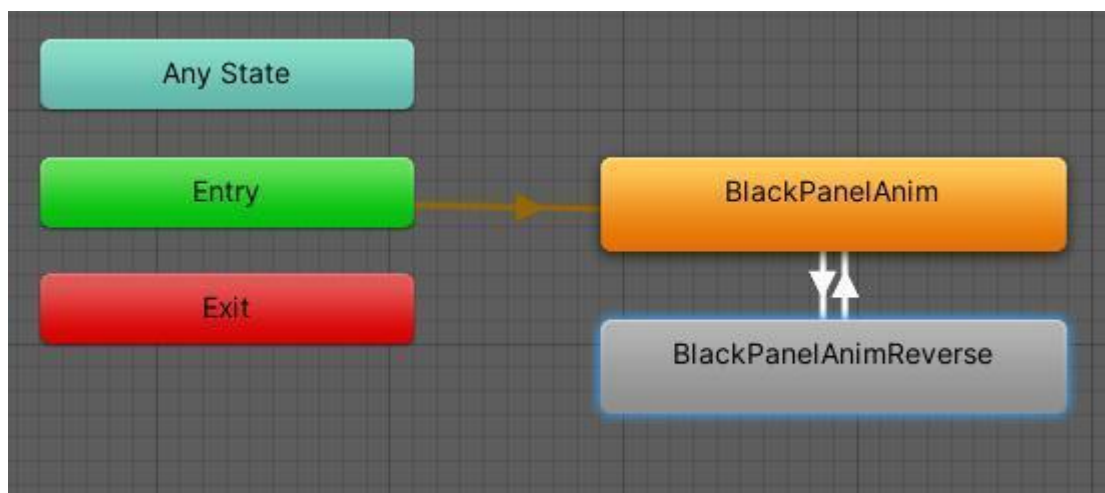 Any State
Entry
BlackPanelAnim
Exit
BlackPanelAnimReverse